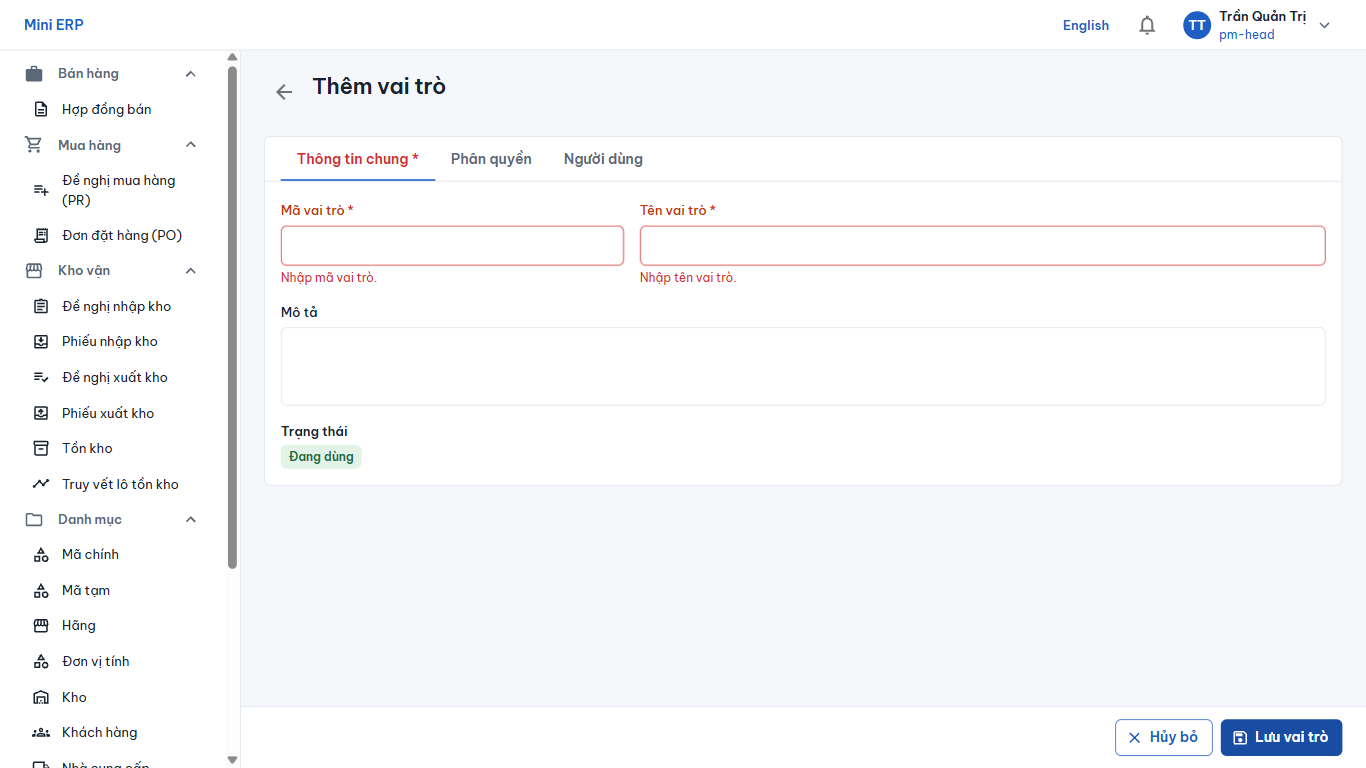 Mini ERP
English
TT
Trần Quản Trị
pm-head
Bán hàng
Hợp đồng bán
Mua hàng
Đề nghị mua hàng
(PR)
Đơn đặt hàng (PO)
Kho vận
Đề nghị nhập kho
Phiếu nhập kho
Đề nghị xuất kho
Phiếu xuất kho
Tồn kho
Truy vết lô tồn kho
Danh mục
Mã chính
Mã tạm
Hãng
Đơn vị tính
Kho
Khách hàng
Nhà cung cấp
Thêm vai trò
Thông tin chung *
Phân quyền
Người dùng
Mã vai trò *
Tên vai trò *
Nhập mã vai trò.
Nhập tên vai trò.
Mô tả
Trạng thái
Đang dùng
Hủy bỏ
Lưu vai trò